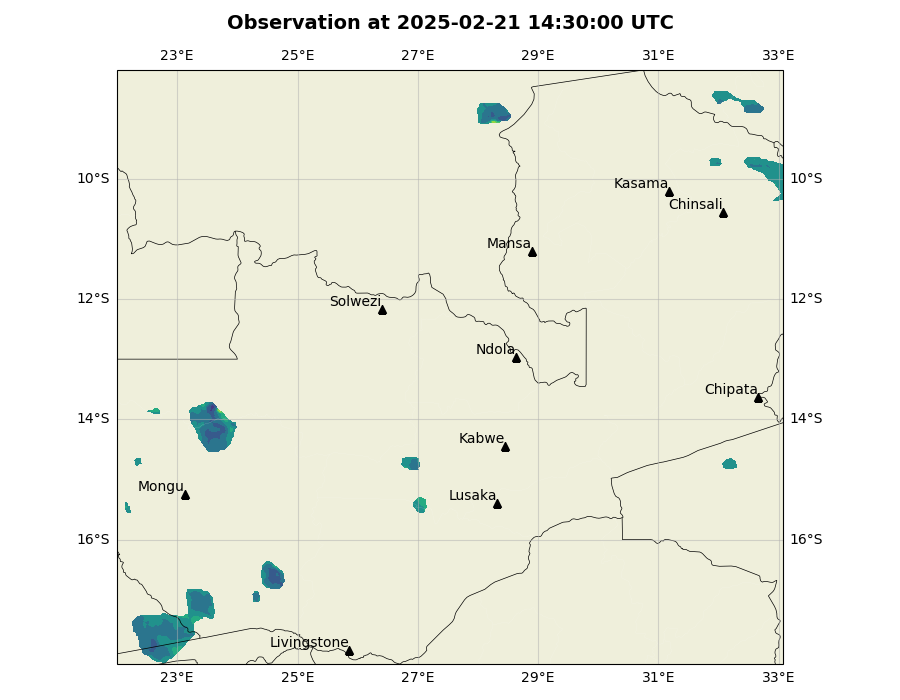 Observation at 2025-02-21 14:30:00 UTC
23°E 25°E 27°E 29°E 31°E 33°E
10°S 10°S
Kasama
Chinsali
Mansa
12°S 12°S
Solwezi
Ndola
Chipata
14°S 14°S
Kabwe
Mongu
Lusaka
16°S 16°S
Livingstone
23°E 25°E 27°E 29°E 31°E 33°E